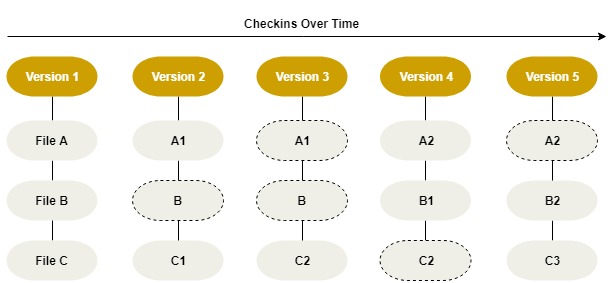 Checkins Over Time
Version 1 Version 2 Version 3 Version 4 Version 5
File A A1 A1 A2 A2
File B B B B1 B2
File C C1 C2 C2 C3